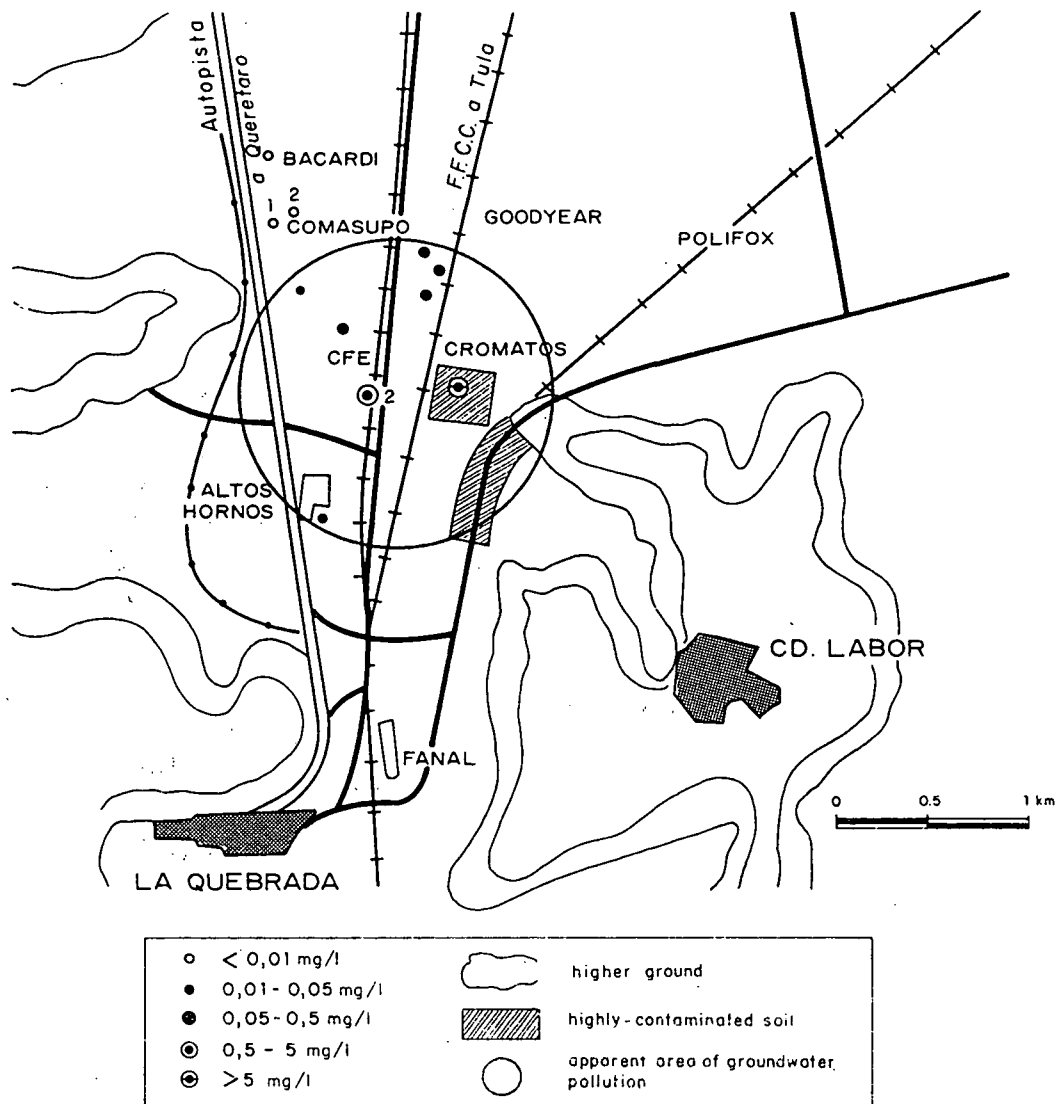 Autopista
a Queretaro
F.F.C.C. a Tula
BACARDI
2
1
COMASUPO
GOODYEAR
POLIFOX
CFE
CROMATOS
2
ALTOS
HORNOS
CD. LABOR
FANAL
0 0.5 1 km
LA QUEBRADA
< 0,01 mg/l
0,01 - 0,05 mg/l
0,05 - 0,5 mg/l
0,5 - 5 mg/l
> 5 mg/l
higher ground
highly-contaminated soil
apparent area of groundwater
pollution